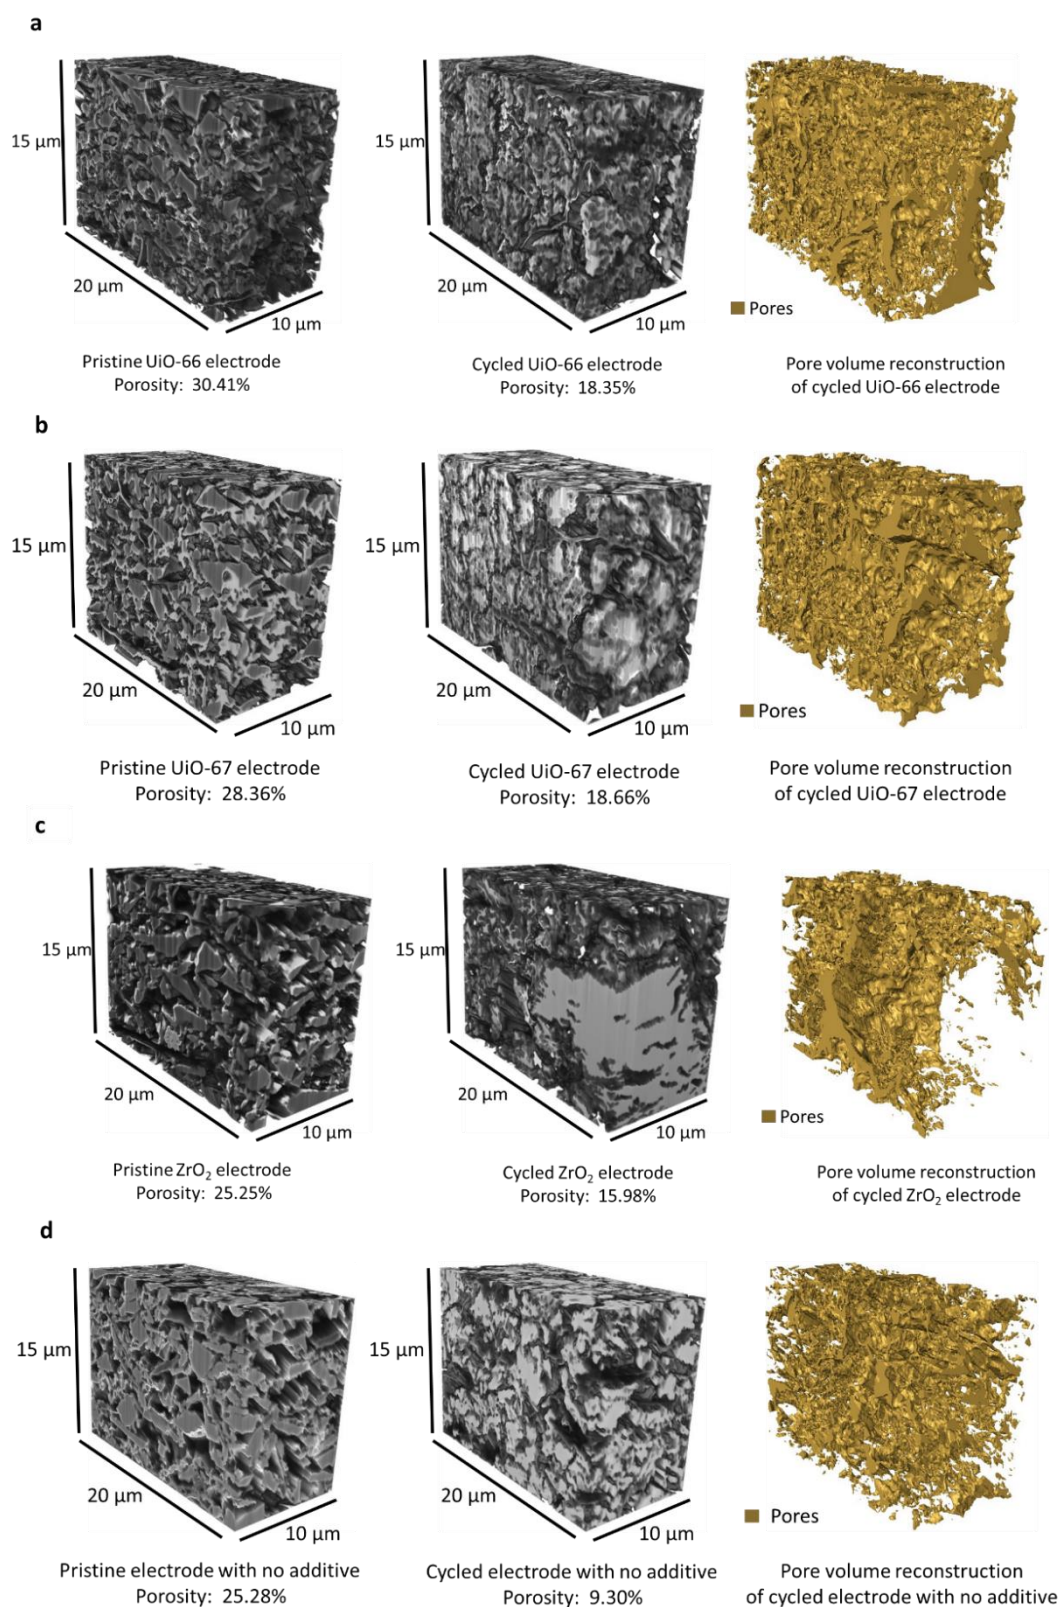 a
15 μm
20 μm
10 μm
Pores
Pristine UiO-66 electrode
Porosity: 30.41%
Cycled UiO-66 electrode
Porosity: 18.35%
Pore volume reconstruction
of cycled UiO-66 electrode
b
15 μm
15 μm
20 μm
20 μm
10 μm
10 μm
Pores
Pristine UiO-67 electrode
Porosity: 28.36%
Cycled UiO-67 electrode
Porosity: 18.66%
Pore volume reconstruction
of cycled UiO-67 electrode
c
15 μm
15 μm
20 μm
20 μm
10 μm
10 μm
Pores
Pristine ZrO₂ electrode
Porosity: 25.25%
Cycled ZrO₂ electrode
Porosity: 15.98%
Pore volume reconstruction
of cycled ZrO₂ electrode
d
15 μm
15 μm
20 μm
20 μm
10 μm
10 μm
Pores
Pristine electrode with no additive
Porosity: 25.28%
Cycled electrode with no additive
Porosity: 9.30%
Pore volume reconstruction
of cycled electrode with no additive